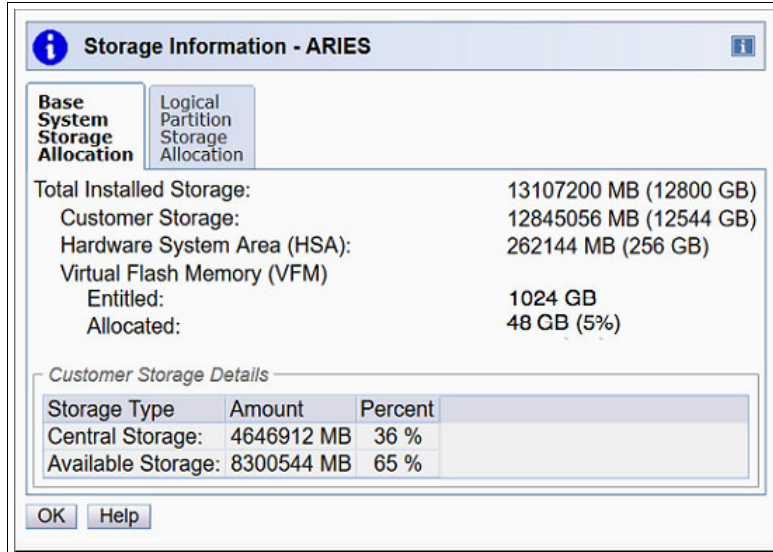 Storage Information - ARIES
Base System Storage Allocation
Logical Partition Storage Allocation
Total Installed Storage: 13107200 MB (12800 GB)
Customer Storage: 12845056 MB (12544 GB)
Hardware System Area (HSA): 262144 MB (256 GB)
Virtual Flash Memory (VFM)
Entitled: 1024 GB
Allocated: 48 GB (5%)
Customer Storage Details
Storage Type Amount Percent
Central Storage: 4646912 MB 36 %
Available Storage: 8300544 MB 65 %
OK Help